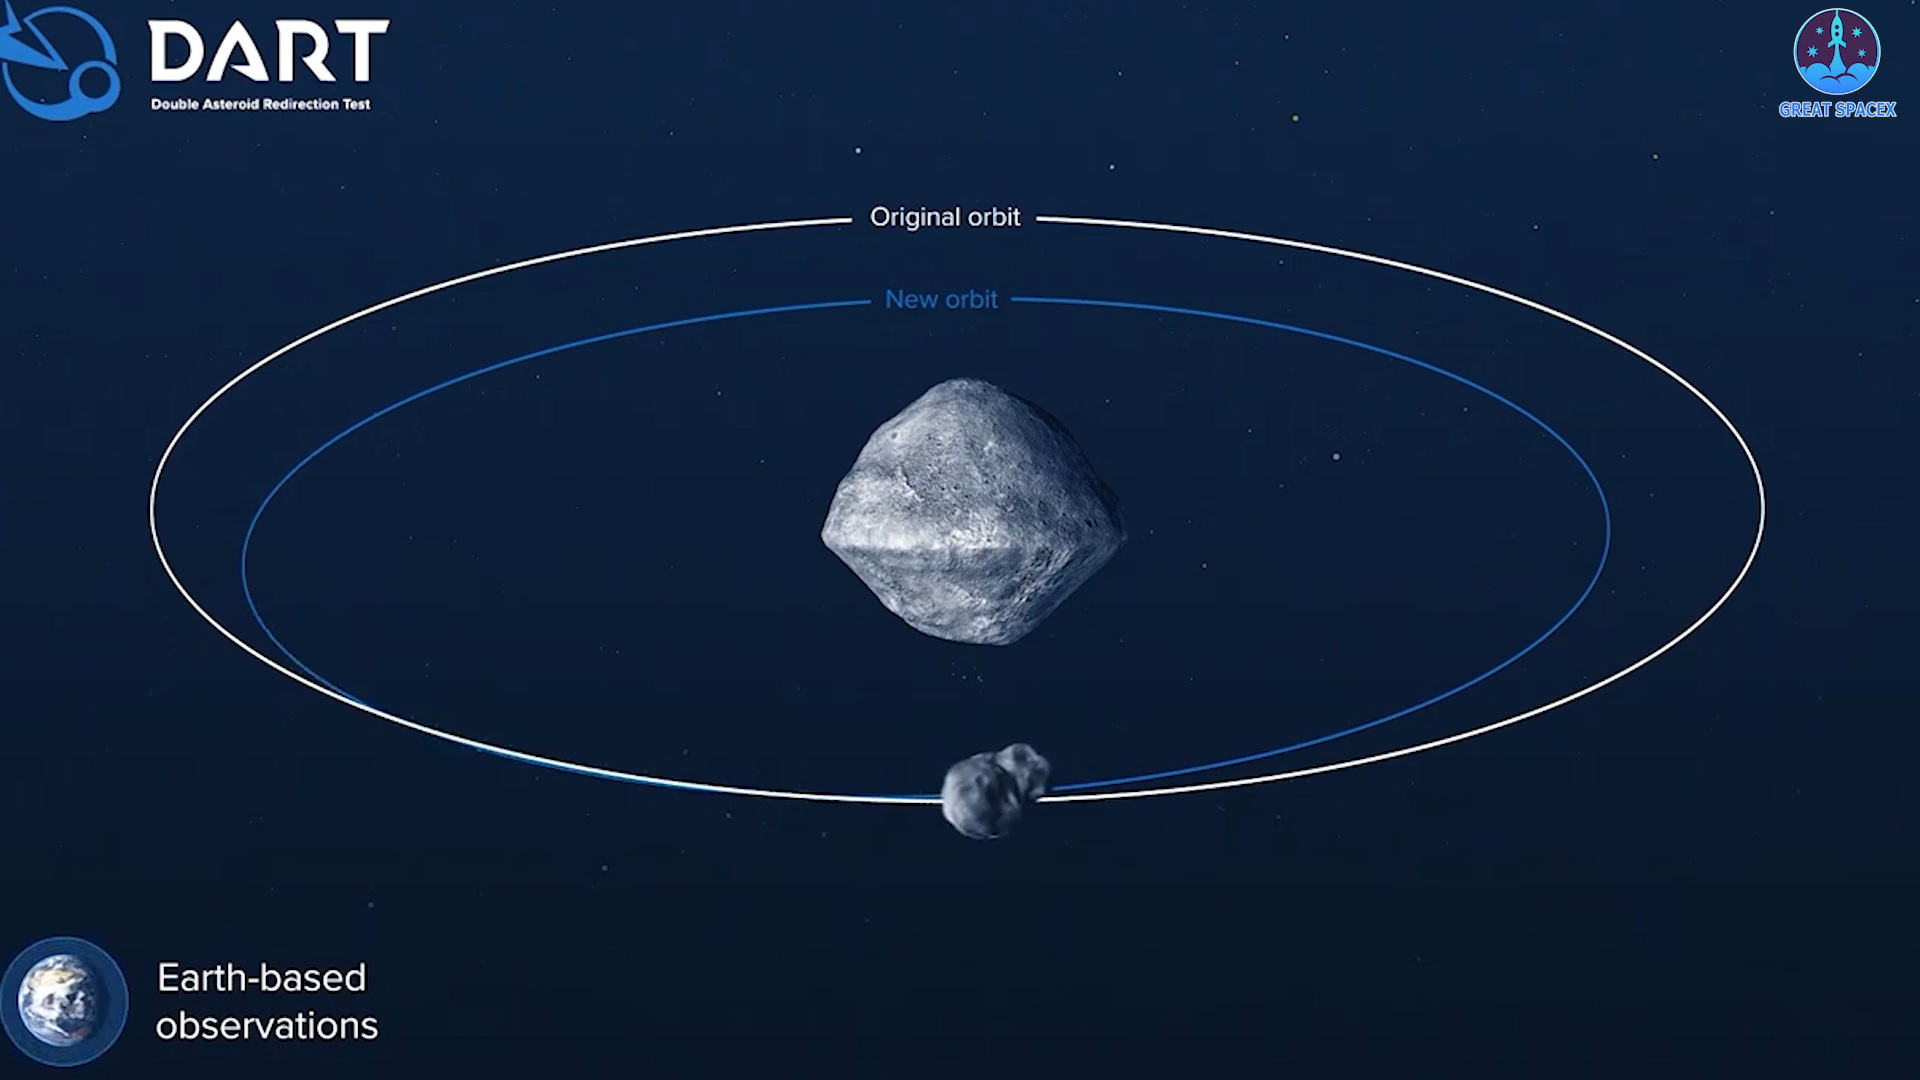 DART
Double Asteroid Redirection Test
GREAT SPACEX
Original orbit
New orbit
Earth-based
observations